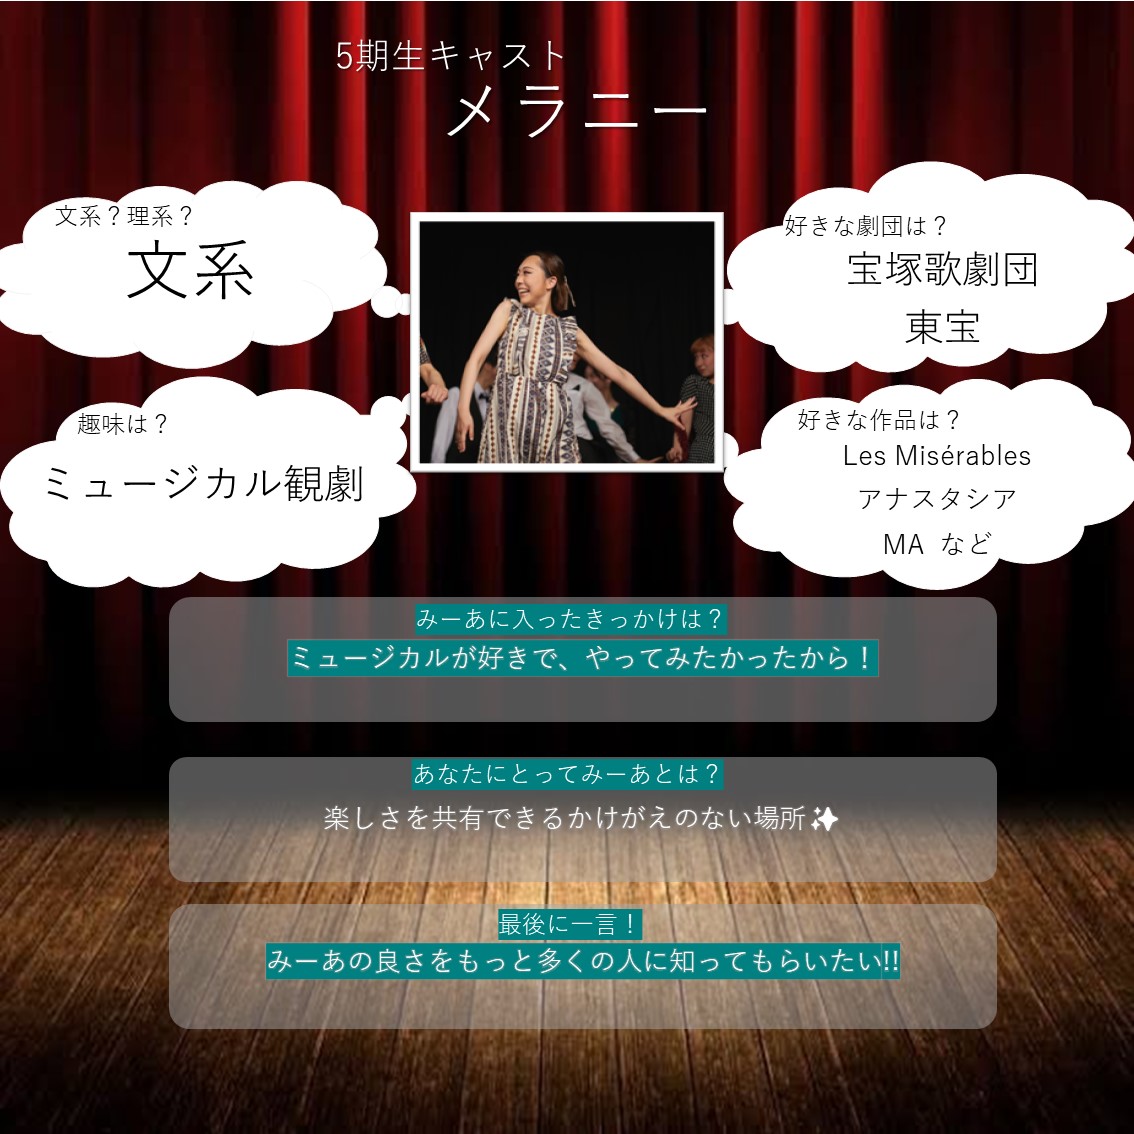 5期生キャスト
メラニー
文系？理系？
文系
好きな劇団は？
宝塚歌劇団
東宝
趣味は？
ミュージカル観劇
好きな作品は？
Les Misérables
アナスタシア
MA など
みーあに入ったきっかけは？
ミュージカルが好きで、やってみたかったから！
あなたにとってみーあとは？
楽しさを共有できるかけがえのない場所✨
最後に一言！
みーあの良さをもっと多くの人に知ってもらいたい!!